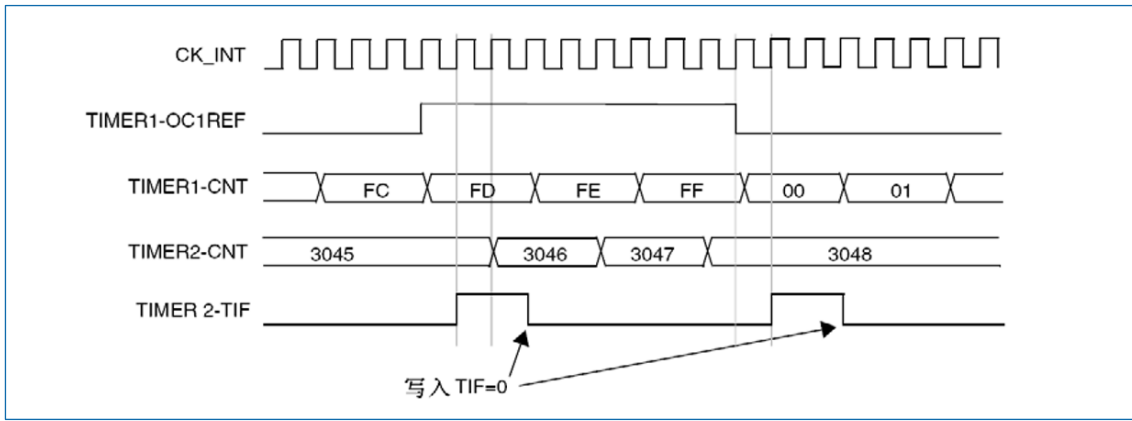 CK_INT
TIMER1-OC1REF
TIMER1-CNT FC FD FE FF 00 01
TIMER2-CNT 3045 3046 3047 3048
TIMER 2-TIF
写入 TIF=0